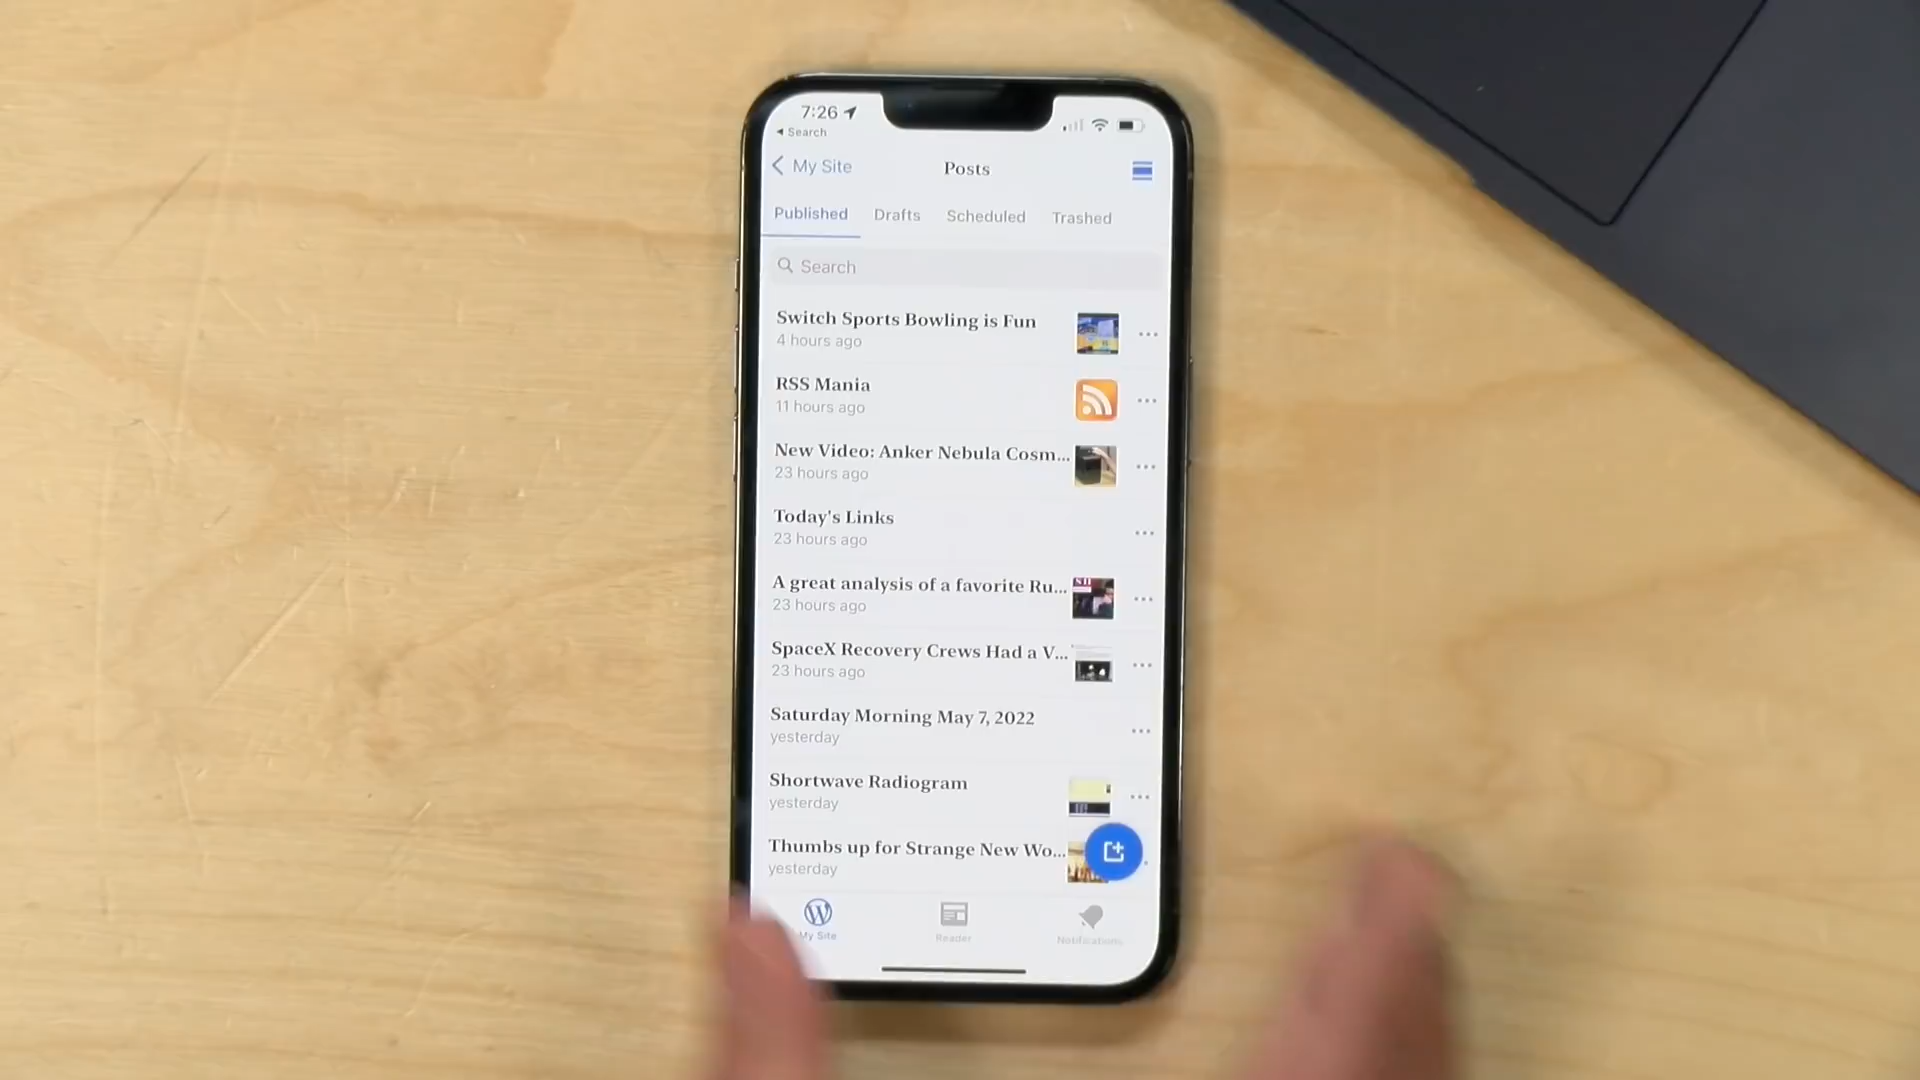 7:26
Search
My Site
Posts
Published Drafts Scheduled Trashed
Search
Switch Sports Bowling is Fun
4 hours ago
RSS Mania
11 hours ago
New Video: Anker Nebula Cosm...
23 hours ago
Today's Links
23 hours ago
A great analysis of a favorite Ru...
23 hours ago
SpaceX Recovery Crews Had a V...
23 hours ago
Saturday Morning May 7, 2022
yesterday
Shortwave Radiogram
yesterday
Thumbs up for Strange New Wo...
yesterday
My Site Reader Notifications